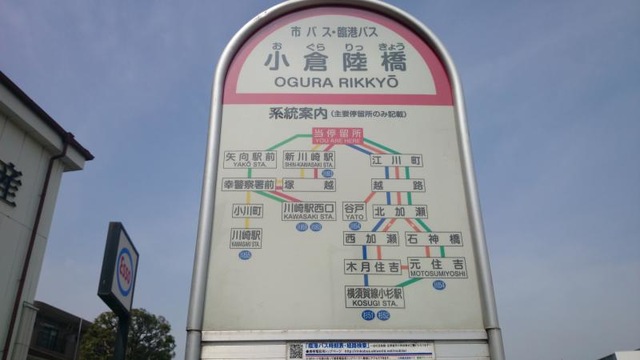 市バス・臨港バス
おぐらりっきょう
小倉陸橋
OGURA RIKKYŌ
系統案内（主要停留所のみ記載）
当停留所
YOU ARE HERE
矢向駅前
YAKŌ STA.
新川崎駅
SHIN-KAWASAKI STA.
江川町
幸警察署前
塚越
越路
小川町
川崎駅西口
KAWASAKI STA.
谷戸
YATO
北加瀬
川崎駅
KAWASAKI STA.
西加瀬
石神橋
木月住吉
元住吉
MOTOSUMIYOSHI
横須賀線小杉駅
KOSUGI STA.
Esso